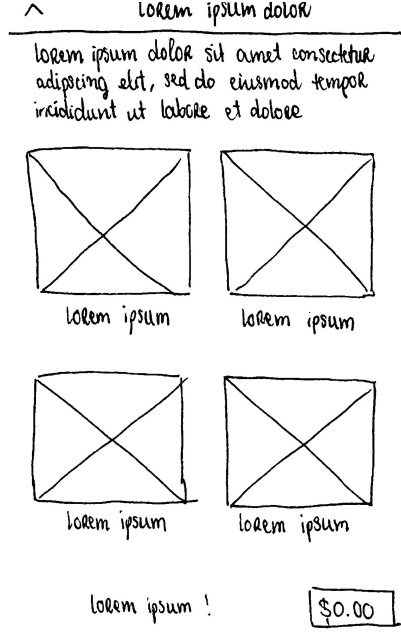 lorem ipsum dolor
lorem ipsum dolor sit amet consectetur
adipscing elit, sed do eiusmod tempor
incididunt ut labore et dolore
lorem ipsum
lorem ipsum
lorem ipsum
lorem ipsum
lorem ipsum !
$0.00